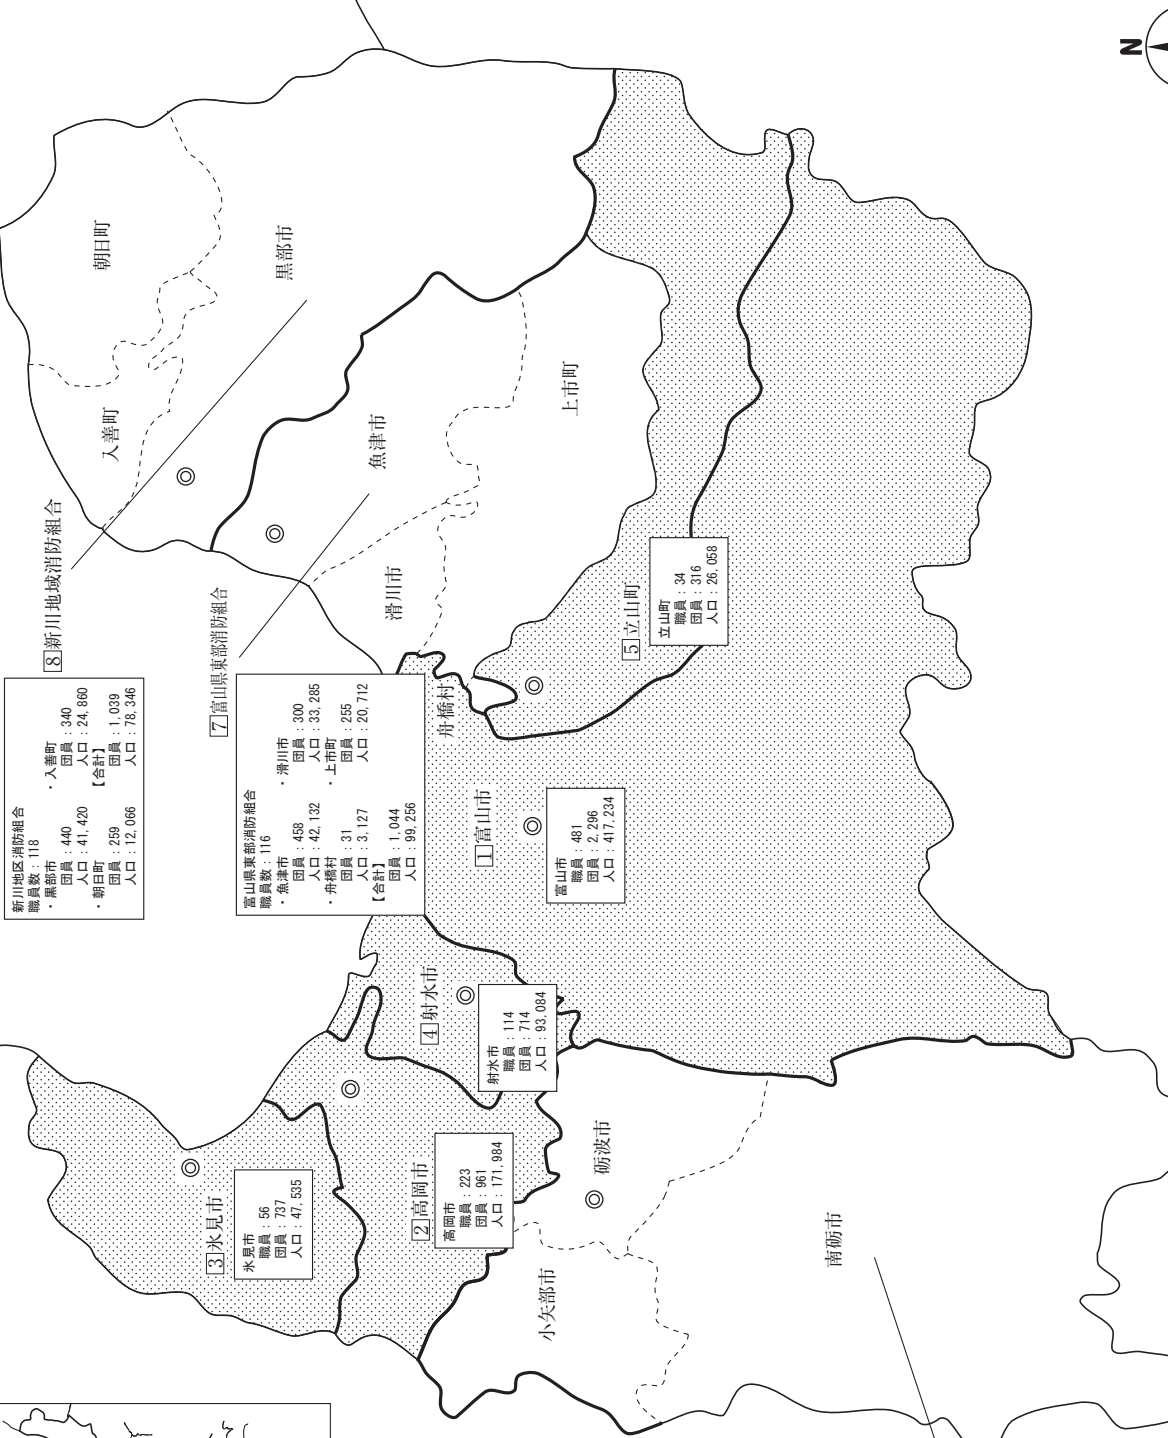 N
朝日町
黒部市
入善町
魚津市
上市町
滑川市
舟橋村
8 新川地域消防組合
新川地区消防組合
職員数：118
・黒部市
団員：440
人口：41,420
・朝日町
団員：259
人口：12,066
・入善町
団員：340
人口：24,860
【合計】
団員：1,039
人口：78,346
7 富山県東部消防組合
富山県東部消防組合
職員数：116
・魚津市
団員：458
人口：42,132
・舟橋村
団員：31
人口：3,127
【合計】
団員：1,044
人口：99,256
・滑川市
団員：300
人口：33,285
・上市町
団員：255
人口：20,712
5 立山町
立山町
職員：34
団員：316
人口：26,058
1 富山市
富山市
職員：481
団員：2,296
人口：417,234
4 射水市
射水市
職員：114
団員：714
人口：93,084
2 高岡市
高岡市
職員：223
団員：961
人口：171,984
3 氷見市
氷見市
職員：56
団員：737
人口：47,535
砺波市
小矢部市
南砺市